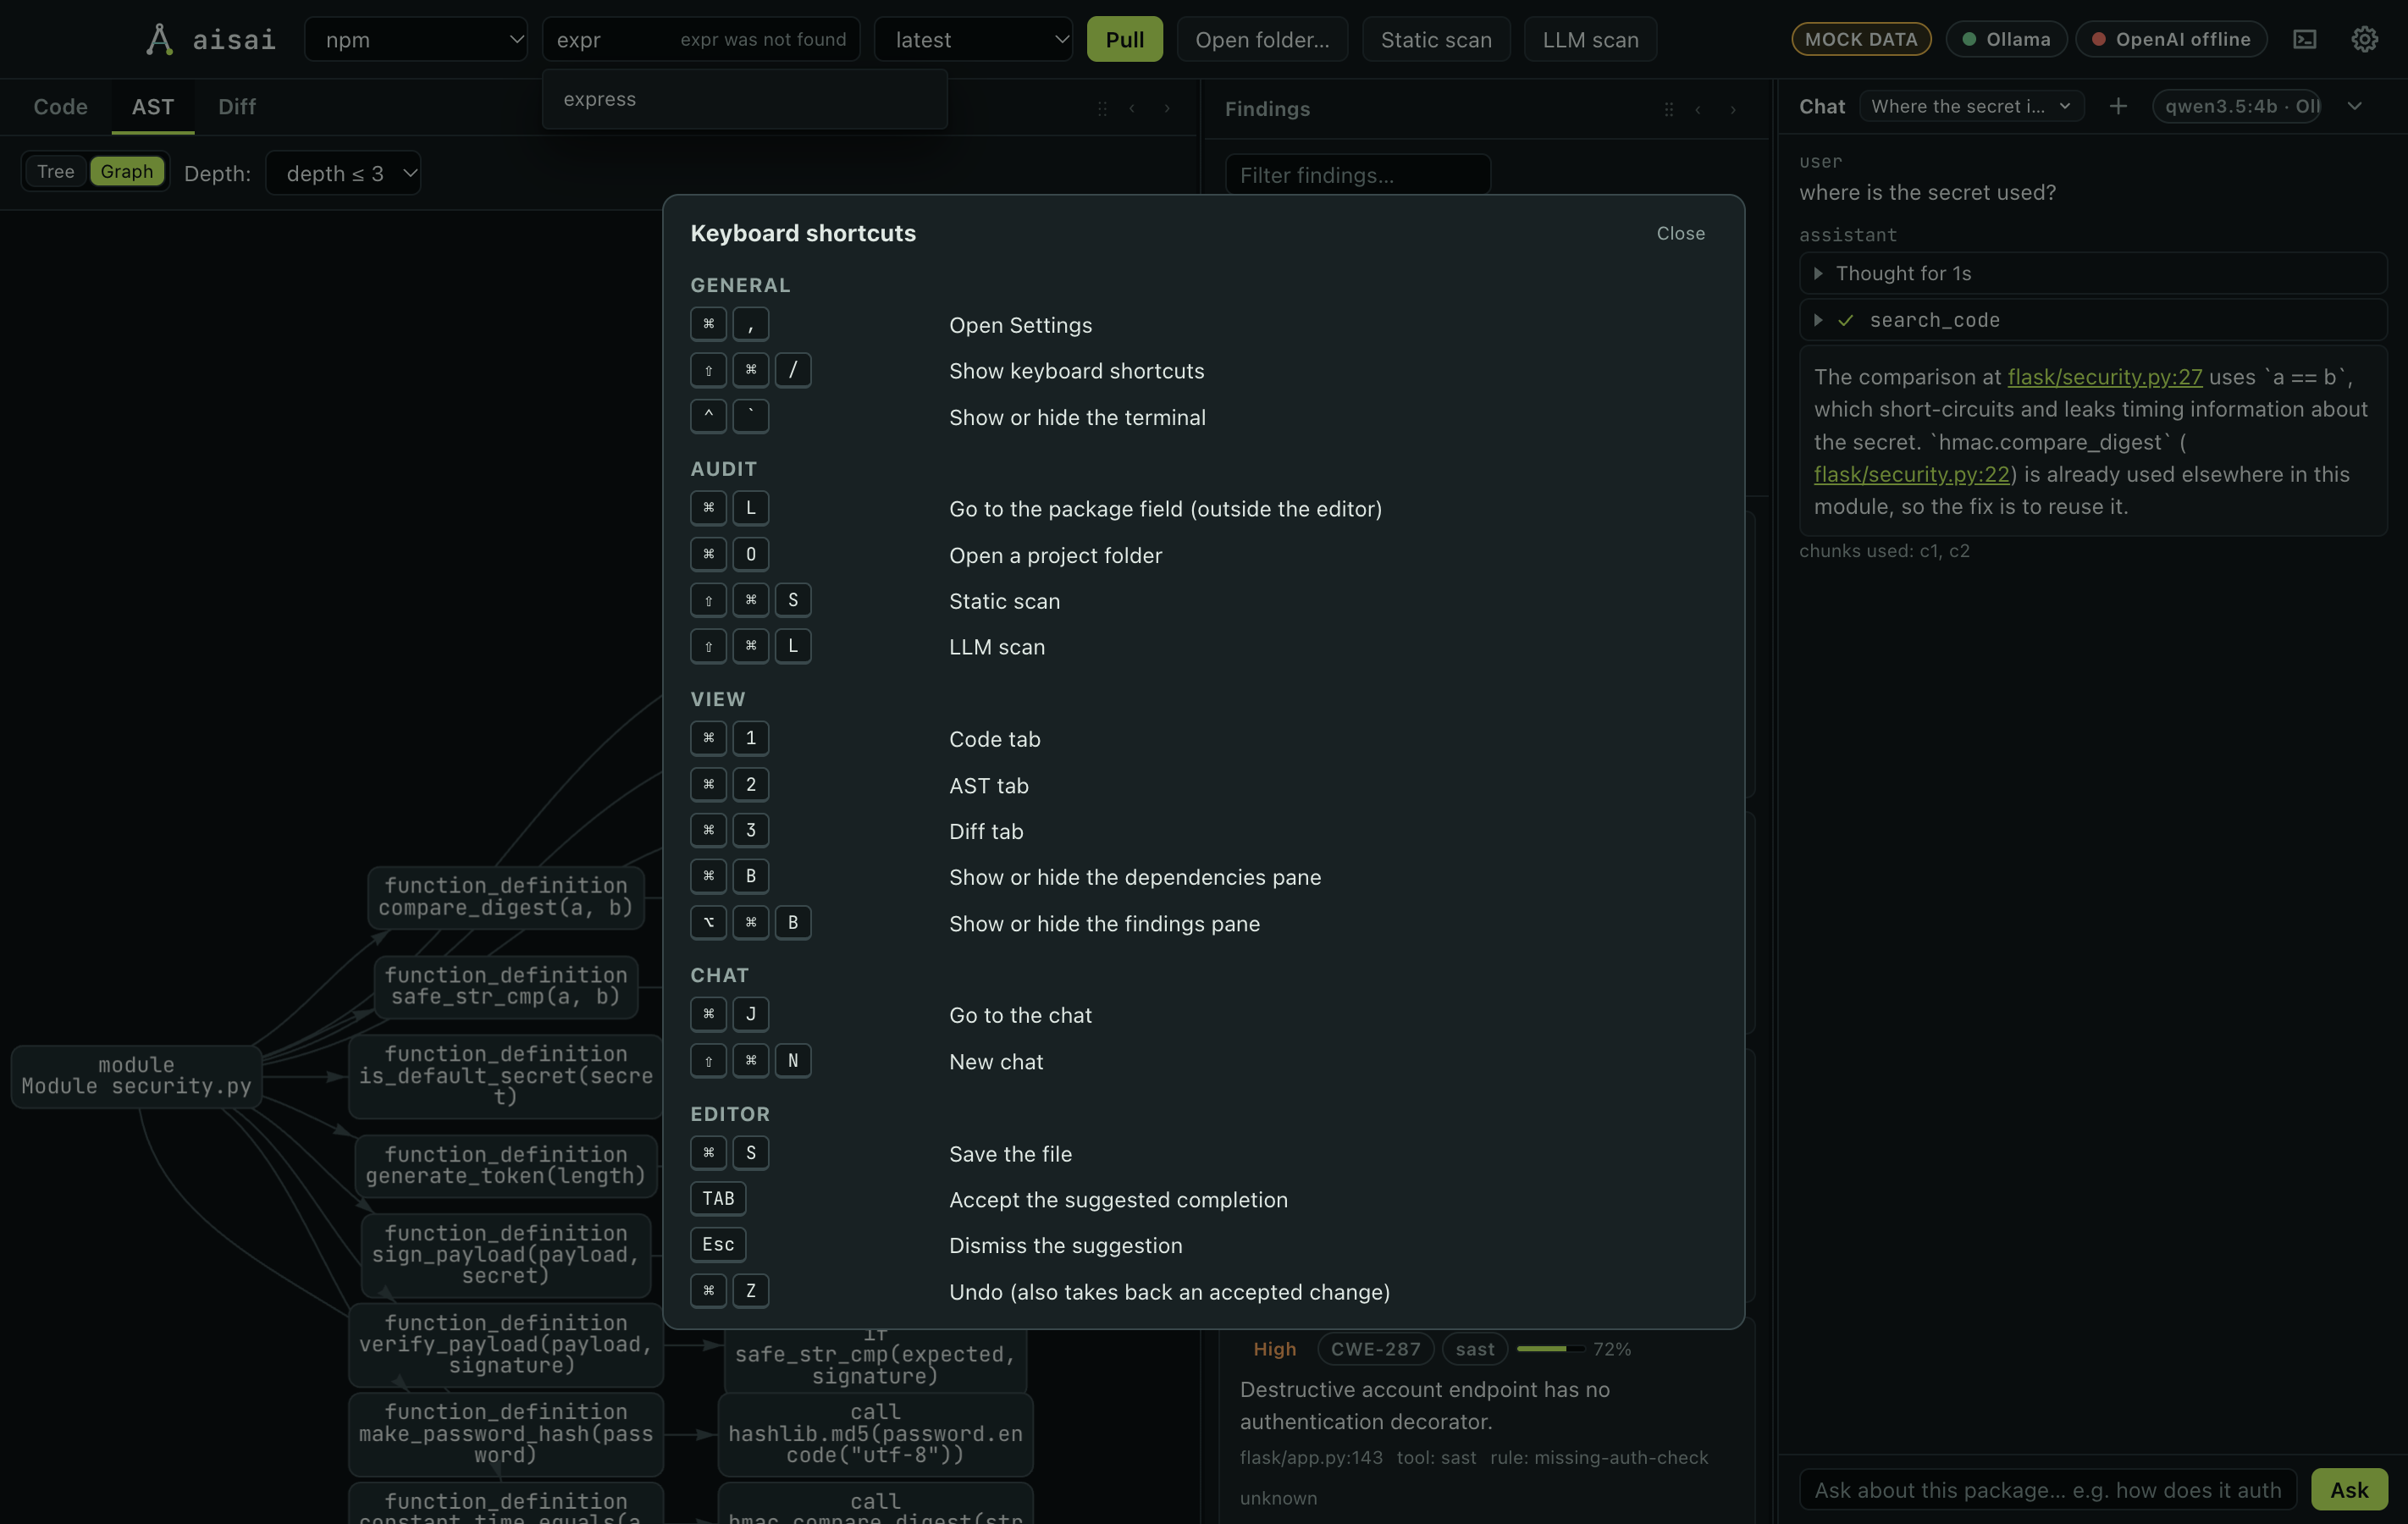 aisai
npm
expr
expr was not found
latest
Pull
Open folder...
Static scan
LLM scan
MOCK DATA
Ollama
OpenAI offline
express
Code
AST
Diff
Tree
Graph
Depth:
depth ≤ 3
Findings
Filter findings...
Chat
Where the secret i...
+
qwen3.5:4b · Oll
user
where is the secret used?
assistant
Thought for 1s
search_code
The comparison at flask/security.py:27 uses `a == b`,
which short-circuits and leaks timing information about
the secret. `hmac.compare_digest` (
flask/security.py:22) is already used elsewhere in this
module, so the fix is to reuse it.
chunks used: c1, c2
Keyboard shortcuts
Close
GENERAL
⌘ , Open Settings
⇧ ⌘ / Show keyboard shortcuts
^ ` Show or hide the terminal
AUDIT
⌘ L Go to the package field (outside the editor)
⌘ O Open a project folder
⇧ ⌘ S Static scan
⇧ ⌘ L LLM scan
VIEW
⌘ 1 Code tab
⌘ 2 AST tab
⌘ 3 Diff tab
⌘ B Show or hide the dependencies pane
⌥ ⌘ B Show or hide the findings pane
CHAT
⌘ J Go to the chat
⇧ ⌘ N New chat
EDITOR
⌘ S Save the file
TAB Accept the suggested completion
Esc Dismiss the suggestion
⌘ Z Undo (also takes back an accepted change)
module
Module security.py
function_definition
compare_digest(a, b)
function_definition
safe_str_cmp(a, b)
function_definition
is_default_secret(secre
t)
function_definition
generate_token(length)
function_definition
sign_payload(payload,
secret)
function_definition
verify_payload(payload,
signature)
if
safe_str_cmp(expected,
signature)
function_definition
make_password_hash(pass
word)
call
hashlib.md5(password.en
code("utf-8"))
function_definition
constant_time_equals(a,
call
hmac.compare_digest(str
High
CWE-287
sast
72%
Destructive account endpoint has no
authentication decorator.
flask/app.py:143 tool: sast rule: missing-auth-check
unknown
Ask about this package... e.g. how does it auth
Ask